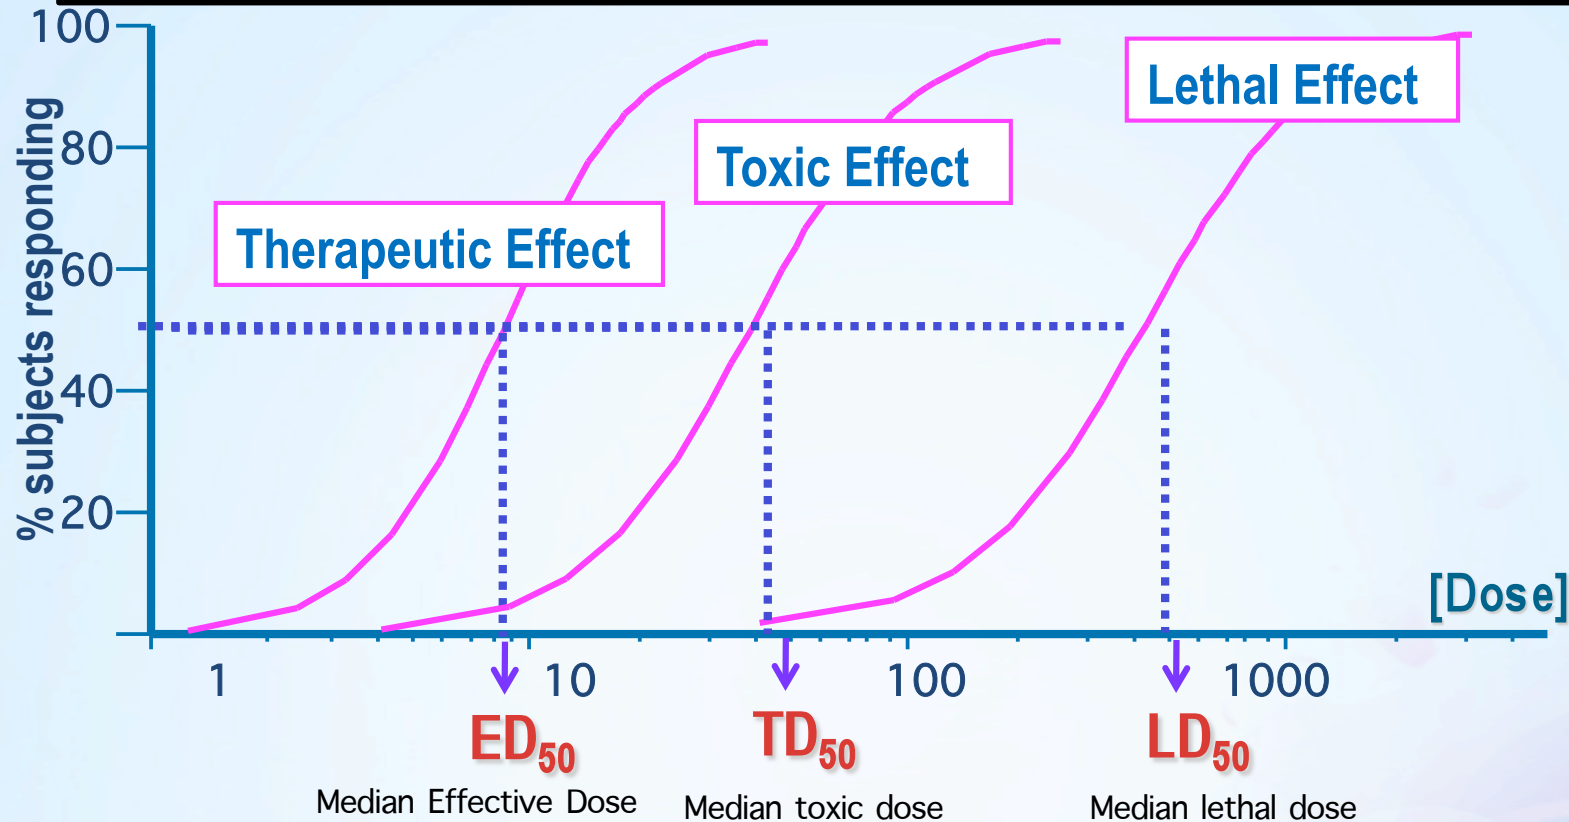 100
80
60
40
20
% subjects responding
Therapeutic Effect
Toxic Effect
Lethal Effect
[Dose]
1 10 100 1000
ED50 TD50 LD50
Median Effective Dose Median toxic dose Median lethal dose